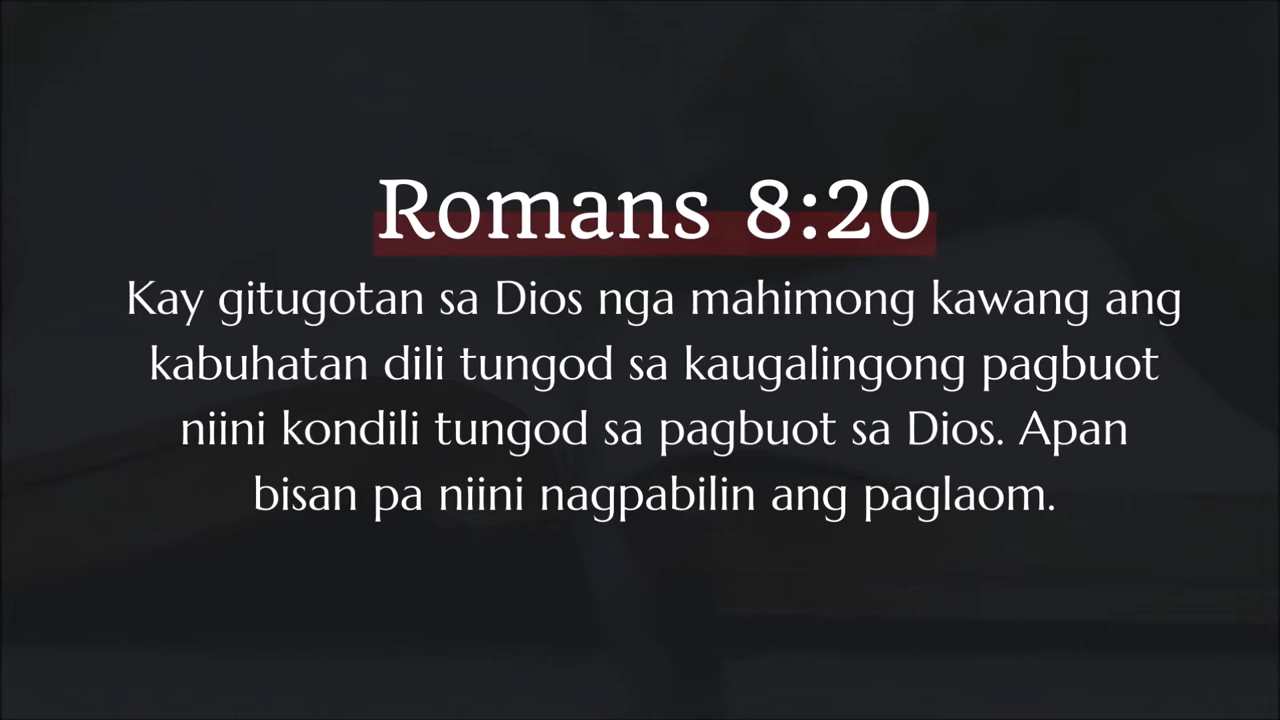 Romans 8:20
Kay gitugotan sa Dios nga mahimong kawang ang
kabuhatan dili tungod sa kaugalingong pagbuot
niini kondili tungod sa pagbuot sa Dios. Apan
bisan pa niini nagpabilin ang paglaom.